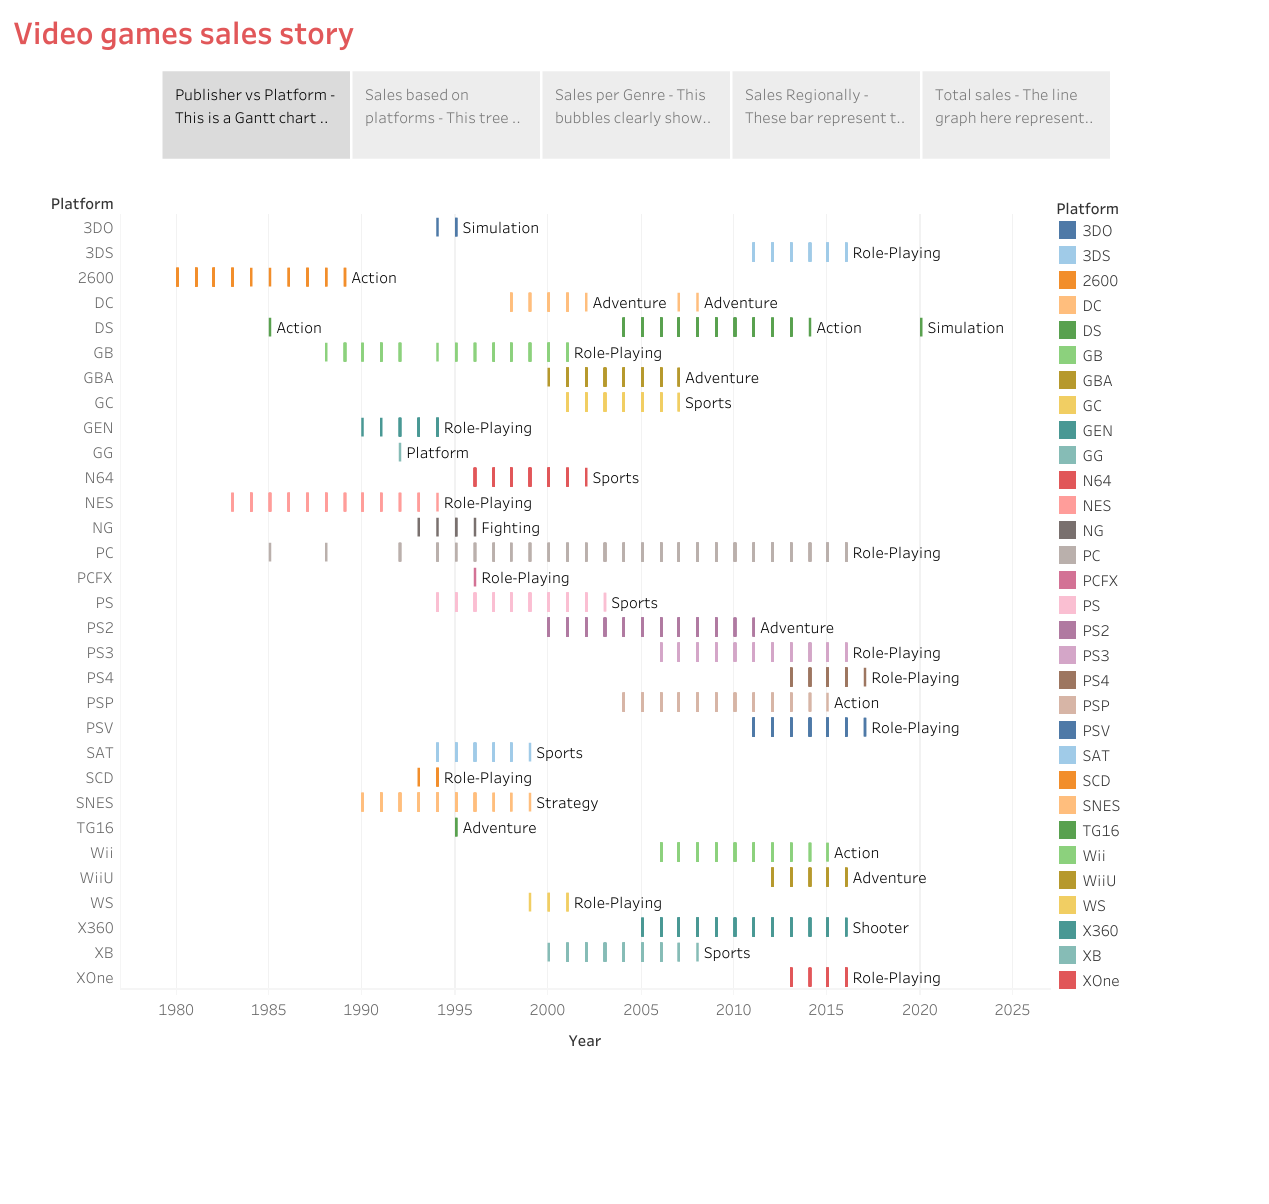 Video games sales story
Publisher vs Platform -
This is a Gantt chart ..
Sales based on
platforms - This tree ..
Sales per Genre - This
bubbles clearly show..
Sales Regionally -
These bar represent t..
Total sales - The line
graph here represent..
Platform
3DO Simulation
3DS Role-Playing
2600 Action
DC Adventure Adventure
DS Action Action Simulation
GB Role-Playing
GBA Adventure
GC Sports
GEN Role-Playing
GG Platform
N64 Sports
NES Role-Playing
NG Fighting
PC Role-Playing
PCFX Role-Playing
PS Sports
PS2 Adventure
PS3 Role-Playing
PS4 Role-Playing
PSP Action
PSV Role-Playing
SAT Sports
SCD Role-Playing
SNES Strategy
TG16 Adventure
Wii Action
WiiU Adventure
WS Role-Playing
X360 Shooter
XB Sports
XOne Role-Playing
1980 1985 1990 1995 2000 2005 2010 2015 2020 2025
Year
Platform
3DO
3DS
2600
DC
DS
GB
GBA
GC
GEN
GG
N64
NES
NG
PC
PCFX
PS
PS2
PS3
PS4
PSP
PSV
SAT
SCD
SNES
TG16
Wii
WiiU
WS
X360
XB
XOne